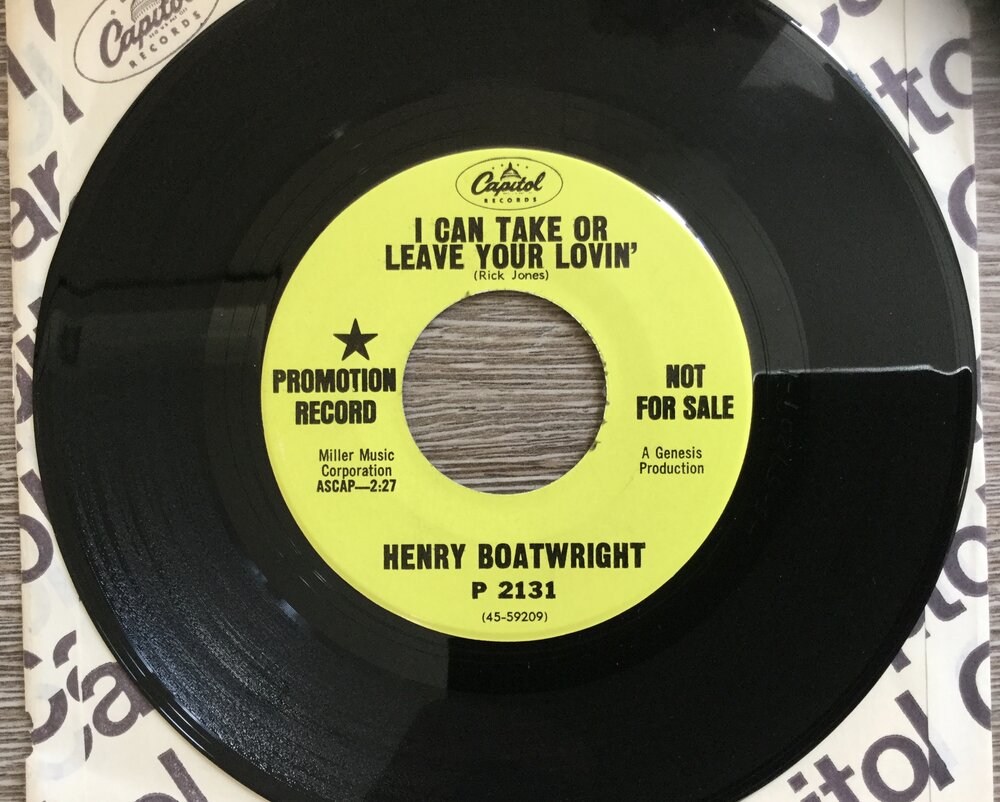 Capitol
RECORDS
Capitol
RECORDS
I CAN TAKE OR
LEAVE YOUR LOVIN'
(Rick Jones)
★
PROMOTION
RECORD
NOT
FOR SALE
Miller Music
Corporation
ASCAP—2:27
A Genesis
Production
HENRY BOATWRIGHT
P 2131
(45-59209)